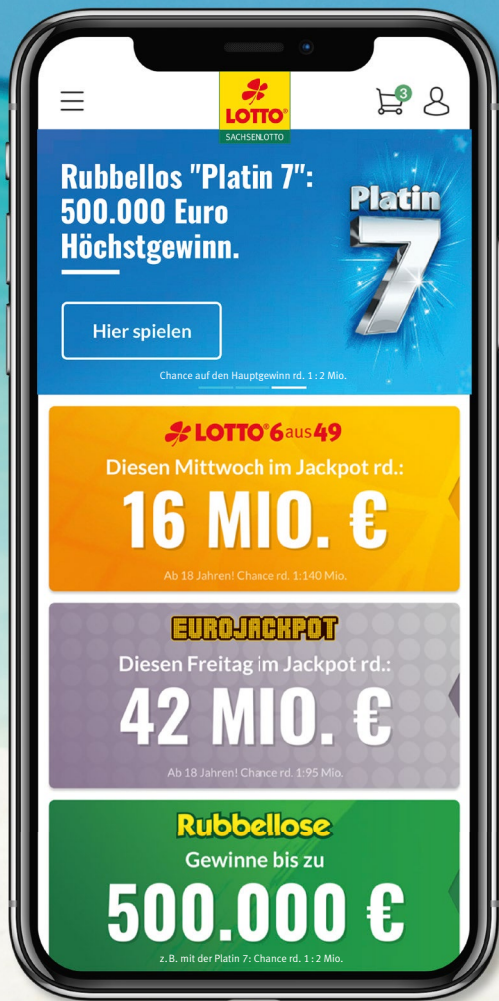 LOTTO®
SACHSENLOTTO
3
Rubbellos "Platin 7":
500.000 Euro
Höchstgewinn.
Platin
7
Hier spielen
Chance auf den Hauptgewinn rd. 1 : 2 Mio.
LOTTO® 6aus49
Diesen Mittwoch im Jackpot rd.:
16 MIO. €
Ab 18 Jahren! Chance rd. 1:140 Mio.
EUROJACKPOT
Diesen Freitag im Jackpot rd.:
42 MIO. €
Ab 18 Jahren! Chance rd. 1:95 Mio.
Rubbellose
Gewinne bis zu
500.000 €
z. B. mit der Platin 7: Chance rd. 1 : 2 Mio.